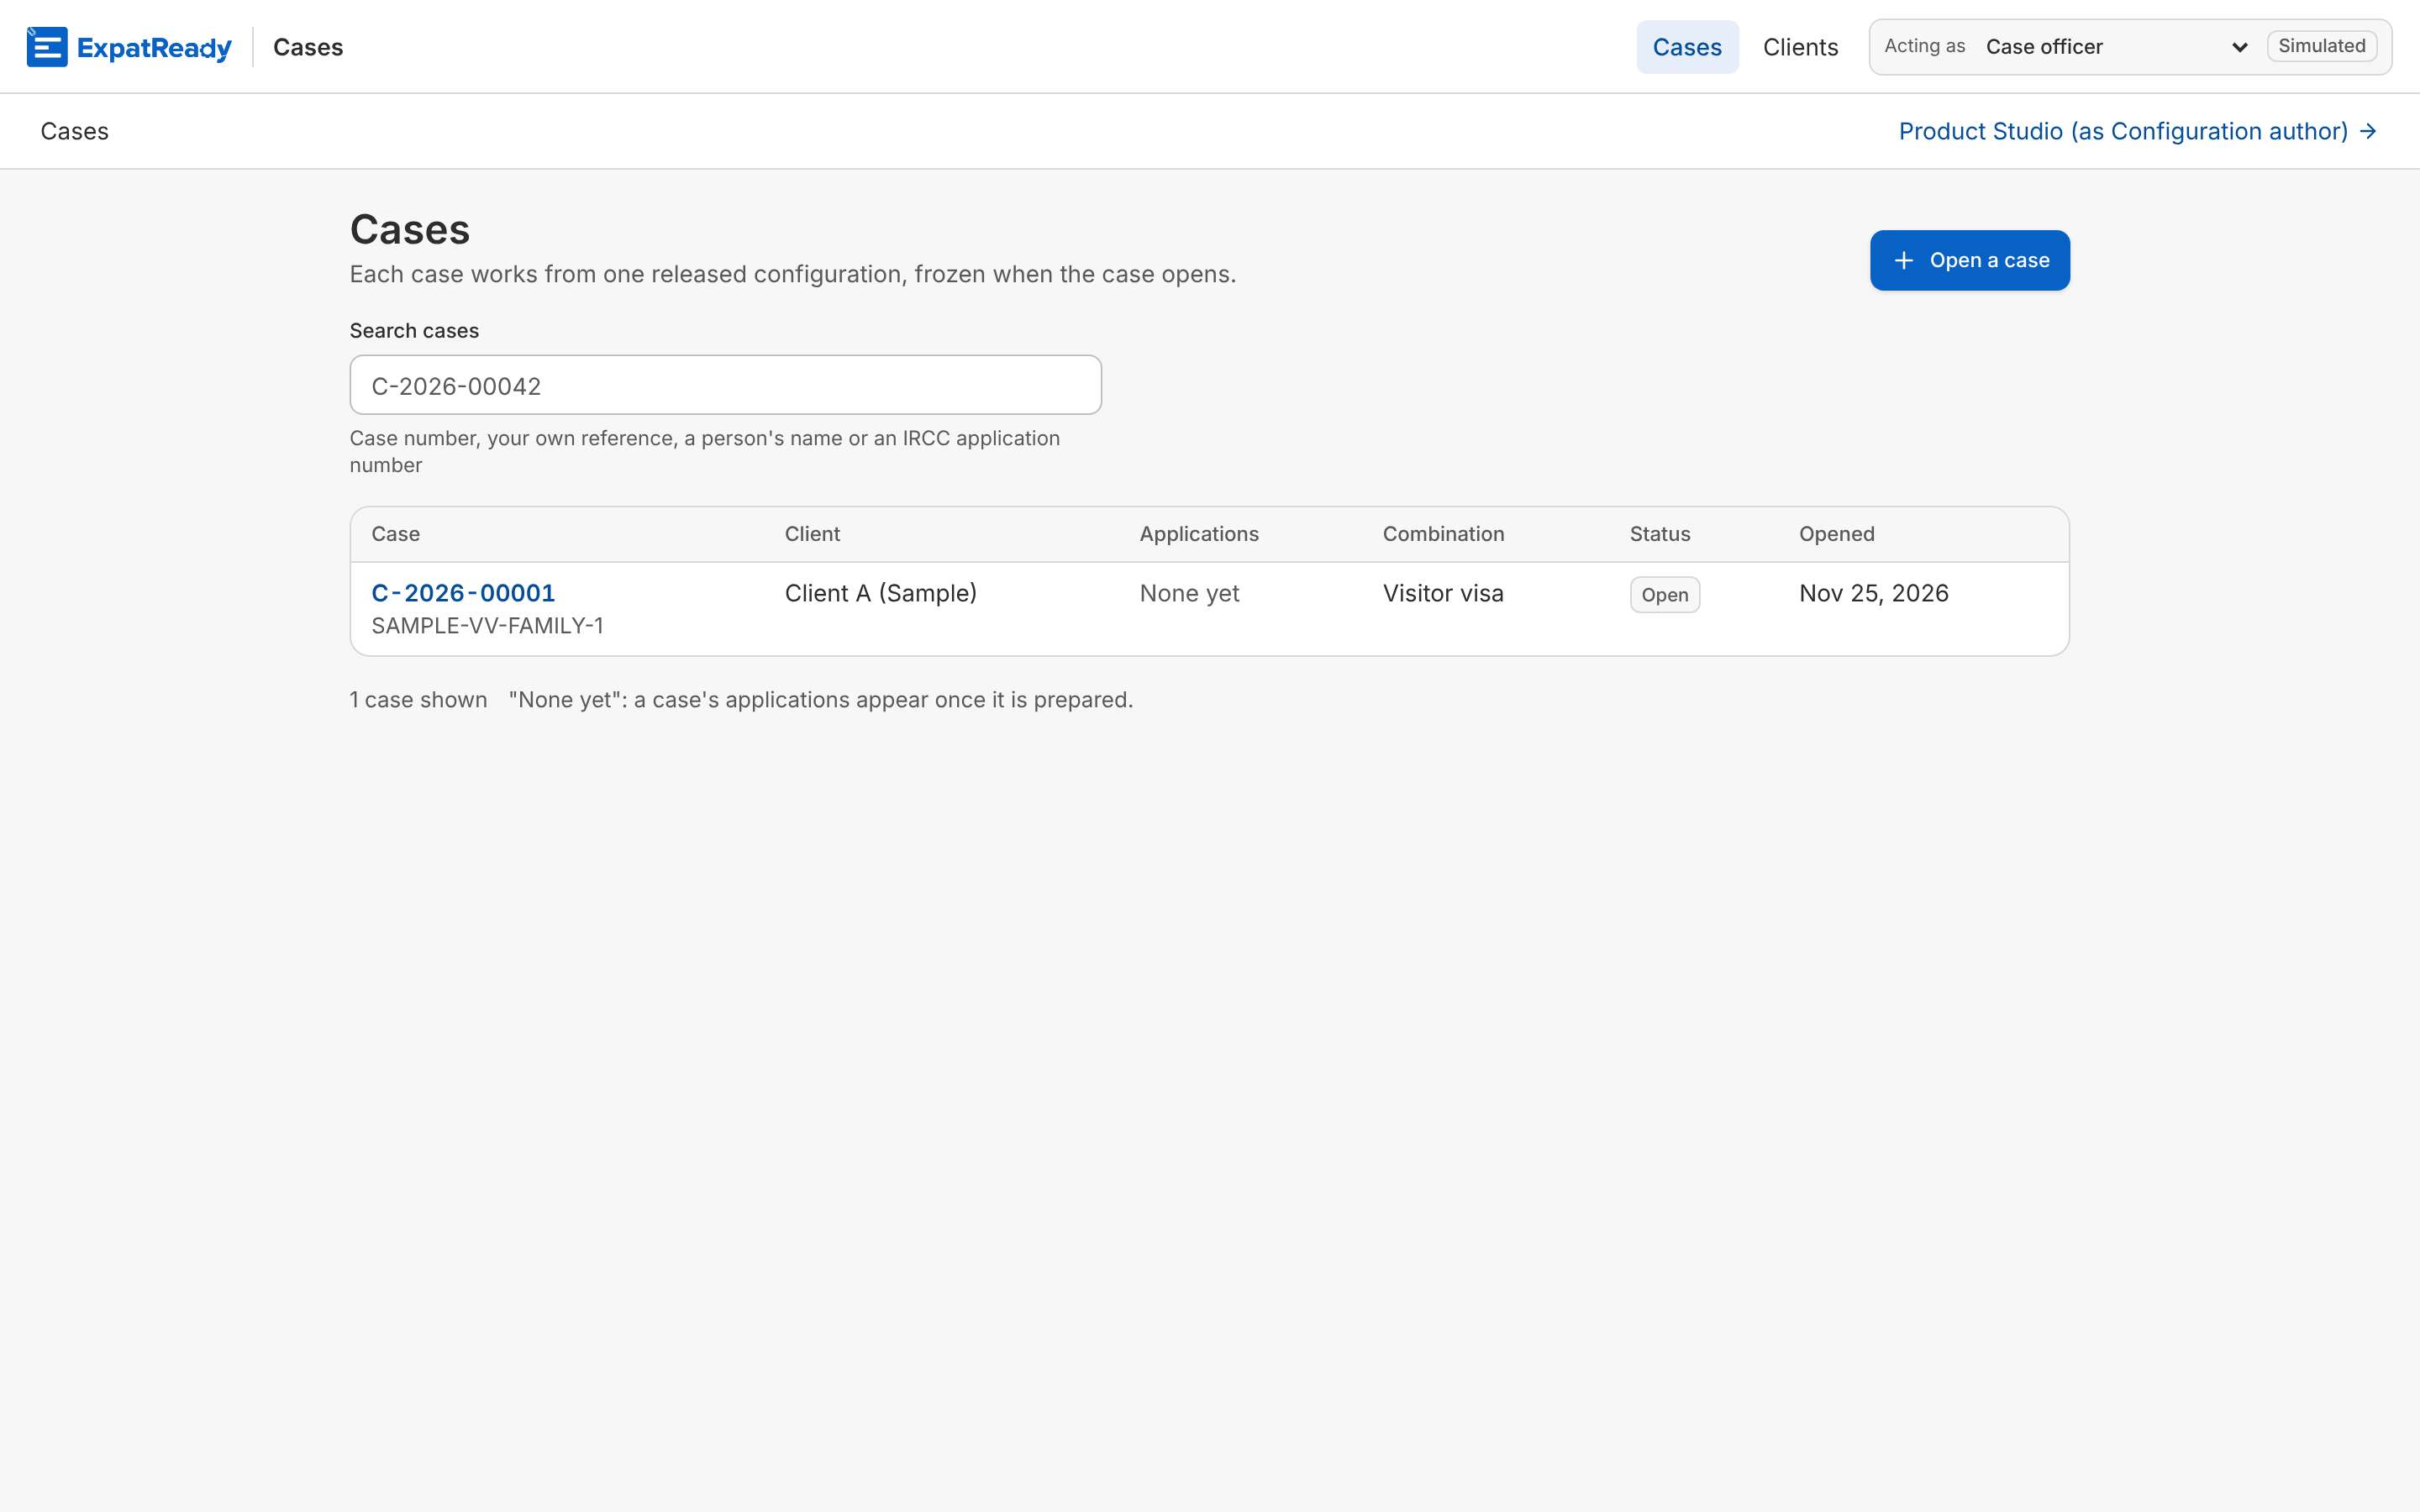 ExpatReady
Cases
Cases
Clients
Acting as
Case officer
Simulated
Cases
Product Studio (as Configuration author) →
Cases
Each case works from one released configuration, frozen when the case opens.
+ Open a case
Search cases
C-2026-00042
Case number, your own reference, a person's name or an IRCC application
number
Case Client Applications Combination Status Opened
C-2026-00001 Client A (Sample) None yet Visitor visa Open Nov 25, 2026
SAMPLE-VV-FAMILY-1
1 case shown "None yet": a case's applications appear once it is prepared.